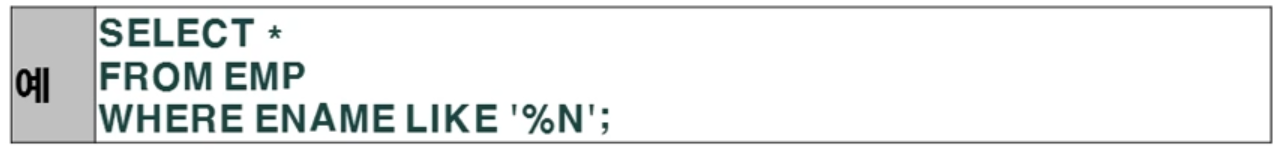 예
SELECT *
FROM EMP
WHERE ENAME LIKE '%N';